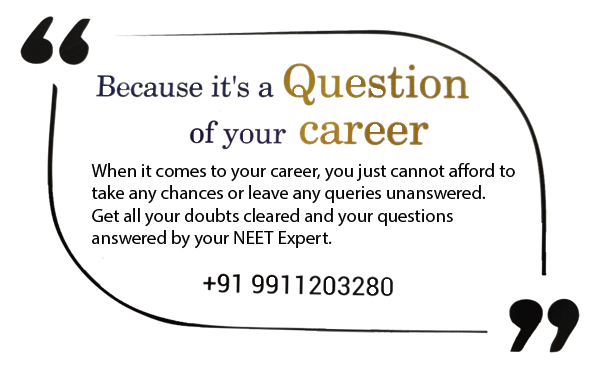 Because it's a Question
of your career
When it comes to your career, you just cannot afford to
take any chances or leave any queries unanswered.
Get all your doubts cleared and your questions
answered by your NEET Expert.
+91 9911203280